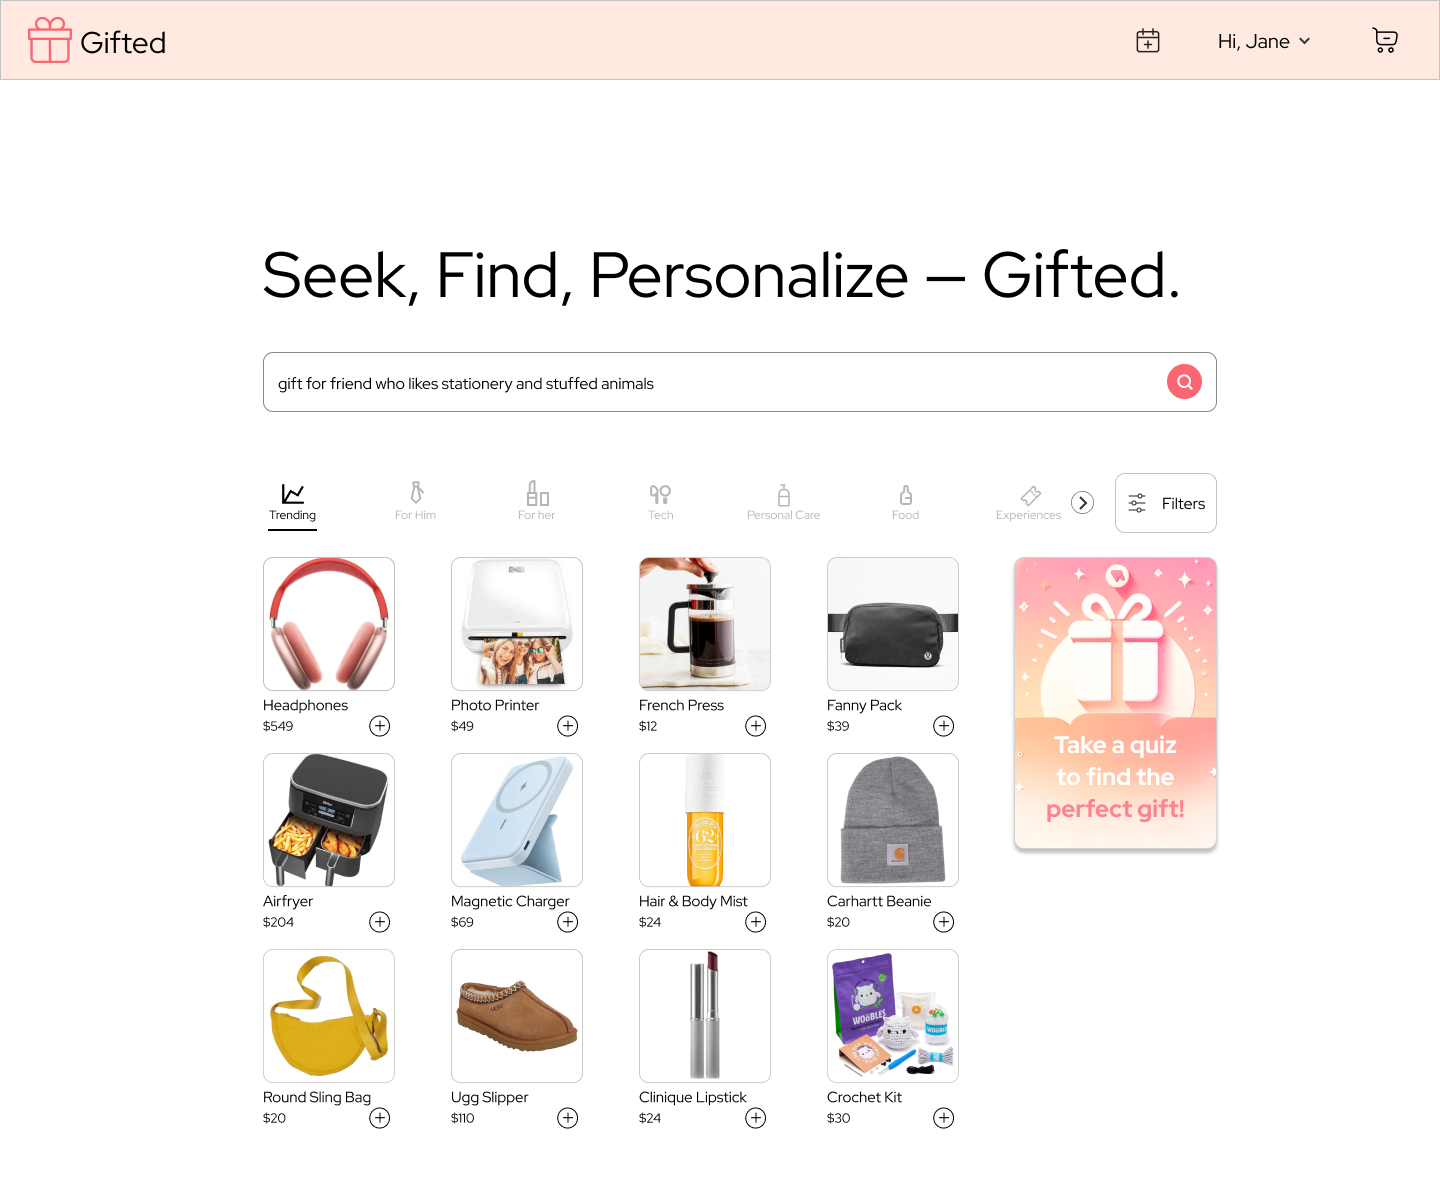 Gifted
Hi, Jane
Seek, Find, Personalize — Gifted.
gift for friend who likes stationery and stuffed animals
Trending
For Him
For her
Tech
Personal Care
Food
Experiences
Filters
Headphones
$549
Photo Printer
$49
French Press
$12
Fanny Pack
$39
Take a quiz
to find the
perfect gift!
Airfryer
$204
Magnetic Charger
$69
62
Hair & Body Mist
$24
Carhartt Beanie
$20
Round Sling Bag
$20
UGG
Ugg Slipper
$110
Clinique Lipstick
$24
WOOBLES
Crochet Kit
$30